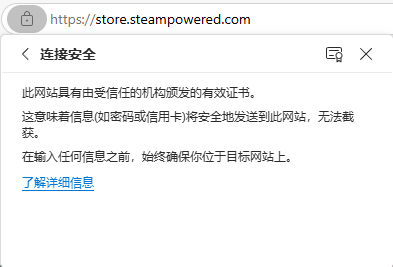 https://store.steampowered.com
连接安全
此网站具有由受信任的机构颁发的有效证书。
这意味着信息(如密码或信用卡)将安全地发送到此网站，无法截
获。
在输入任何信息之前，始终确保你位于目标网站上。
了解详细信息